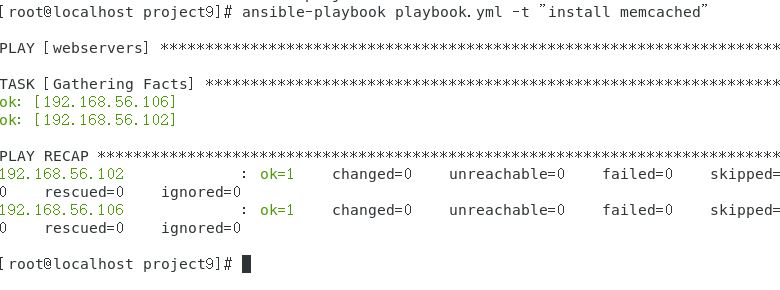 [root@localhost project9]# ansible-playbook playbook.yml -t "install memcached"
PLAY [webservers] *******************************************************************
TASK [Gathering Facts] **************************************************************
ok: [192.168.56.106]
ok: [192.168.56.102]
PLAY RECAP **************************************************************************
192.168.56.102             : ok=1    changed=0    unreachable=0    failed=0    skipped=
0    rescued=0    ignored=0
192.168.56.106             : ok=1    changed=0    unreachable=0    failed=0    skipped=
0    rescued=0    ignored=0
[root@localhost project9]#